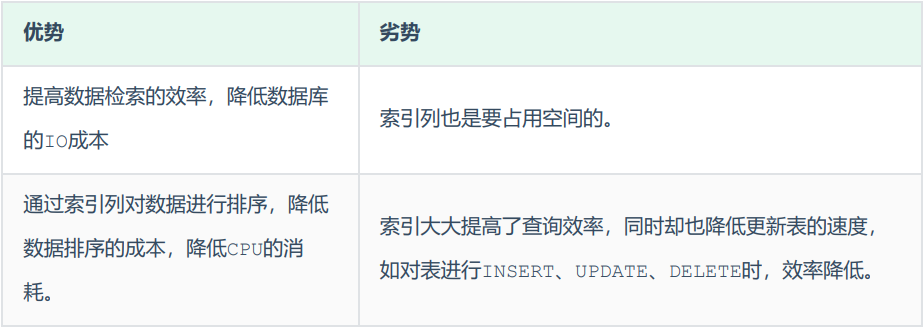 优势
劣势
提高数据检索的效率，降低数据库
的IO成本
索引列也是要占用空间的。
通过索引列对数据进行排序，降低
数据排序的成本，降低CPU的消
耗。
索引大大提高了查询效率，同时却也降低更新表的速度，
如对表进行INSERT、UPDATE、DELETE时，效率降低。